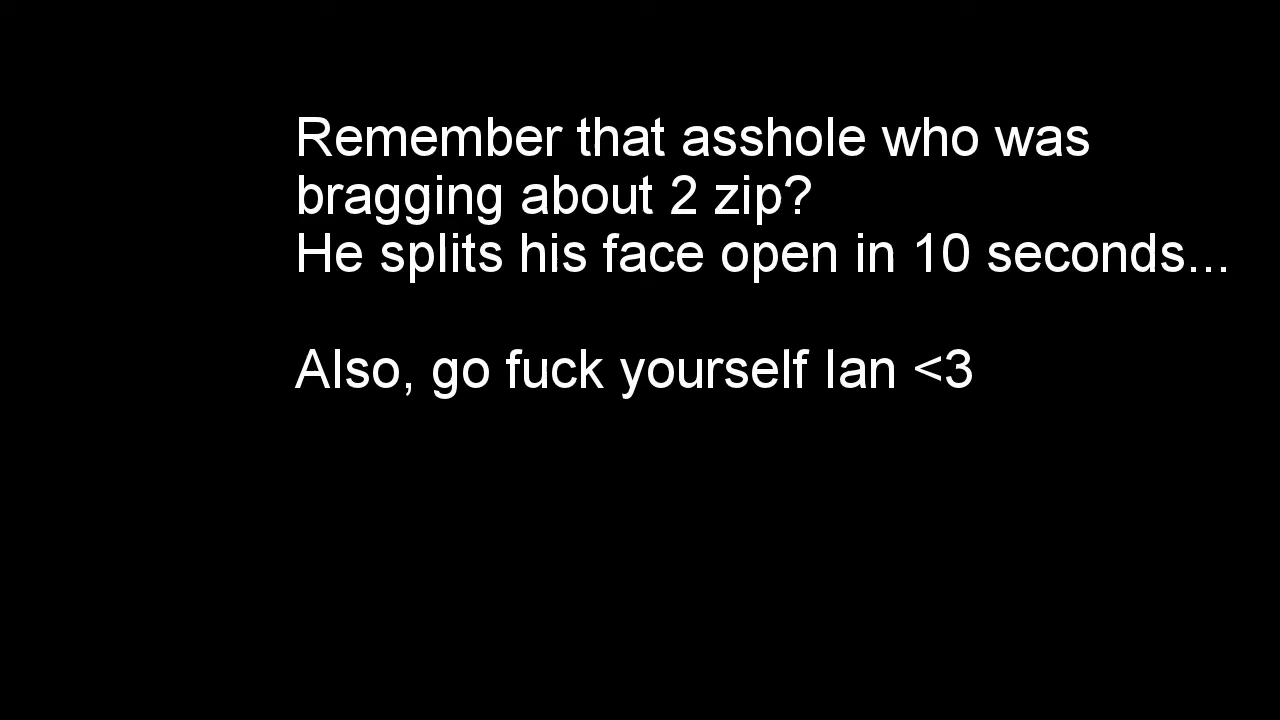 Remember that asshole who was
bragging about 2 zip?
He splits his face open in 10 seconds...
Also, go fuck yourself Ian <3